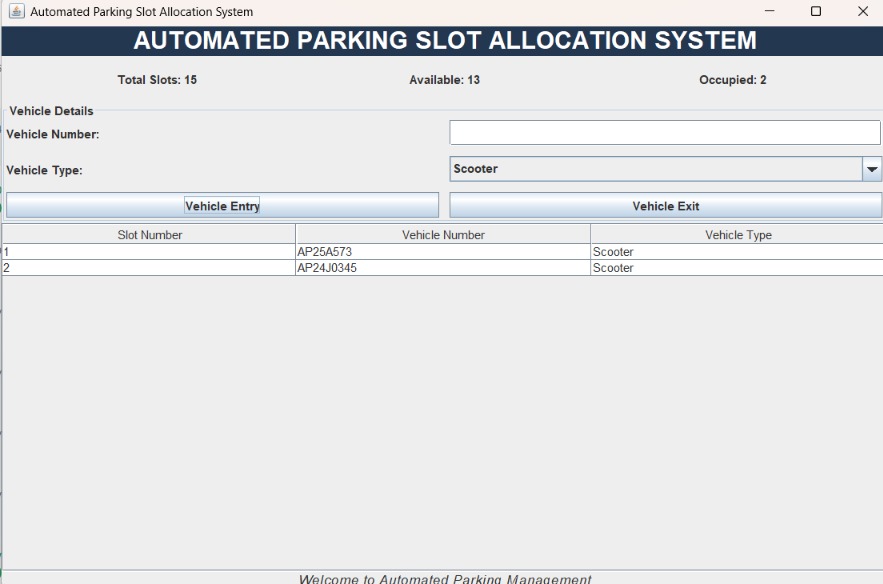 Automated Parking Slot Allocation System
AUTOMATED PARKING SLOT ALLOCATION SYSTEM
Total Slots: 15 Available: 13 Occupied: 2
Vehicle Details
Vehicle Number:
Vehicle Type: Scooter
Vehicle Entry Vehicle Exit
Slot Number Vehicle Number Vehicle Type
1 AP25A573 Scooter
2 AP24J0345 Scooter
Welcome to Automated Parking Management